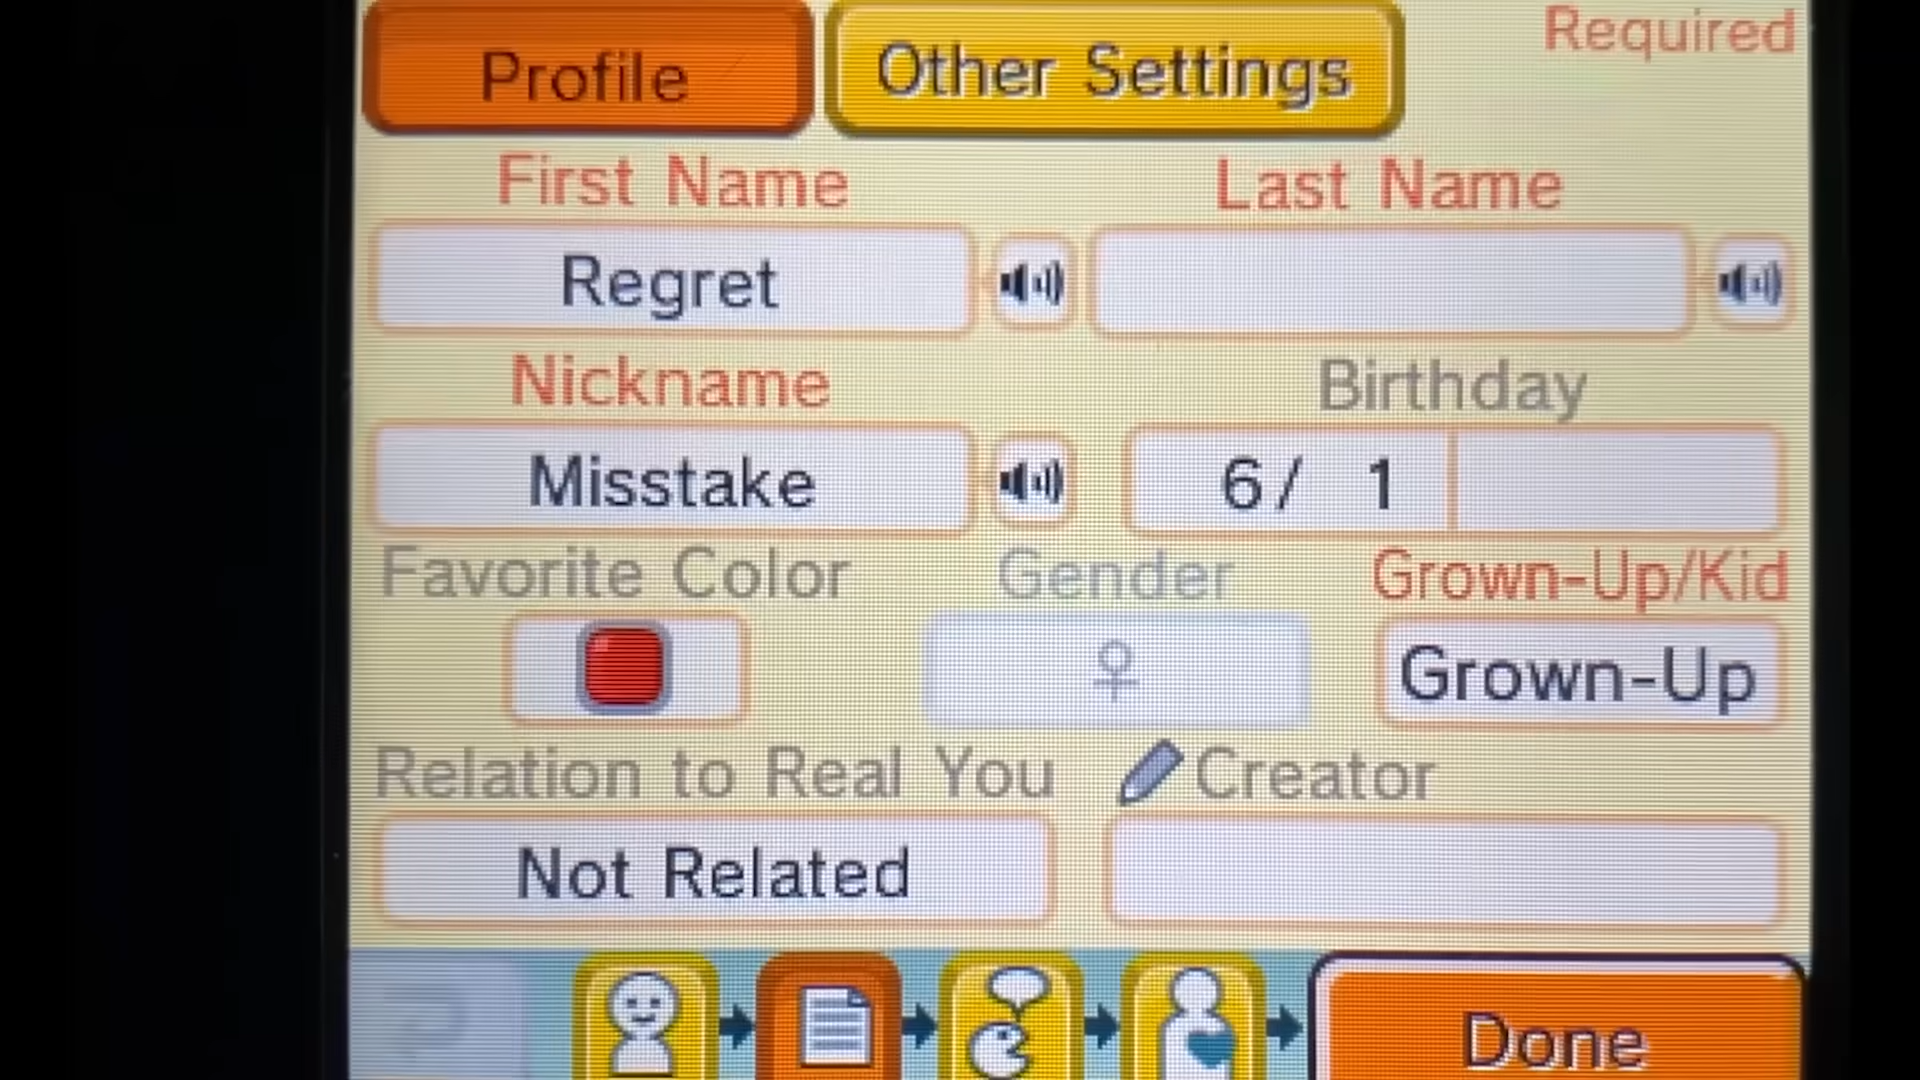 Profile
Other Settings
Required
First Name
Last Name
Regret
Nickname
Birthday
Misstake
6/ 1
Favorite Color
Gender
Grown-Up/Kid
♀
Grown-Up
Relation to Real You
Creator
Not Related
Done